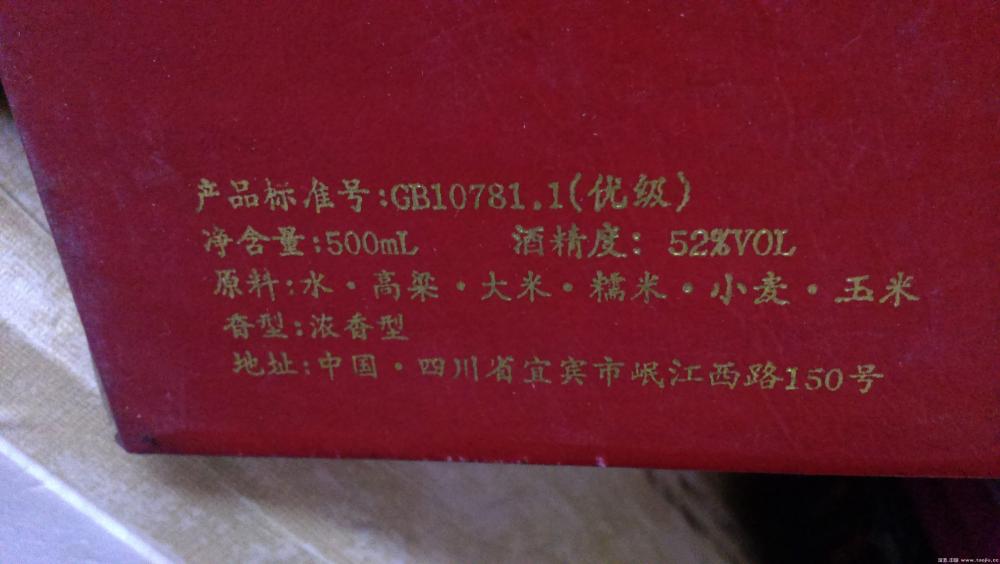 产品标准号:GB10781.1(优级)
净含量:500mL 酒精度: 52%VOL
原料:水·高粱·大米·糯米·小麦·玉米
香型:浓香型
地址:中国·四川省宜宾市岷江西路150号